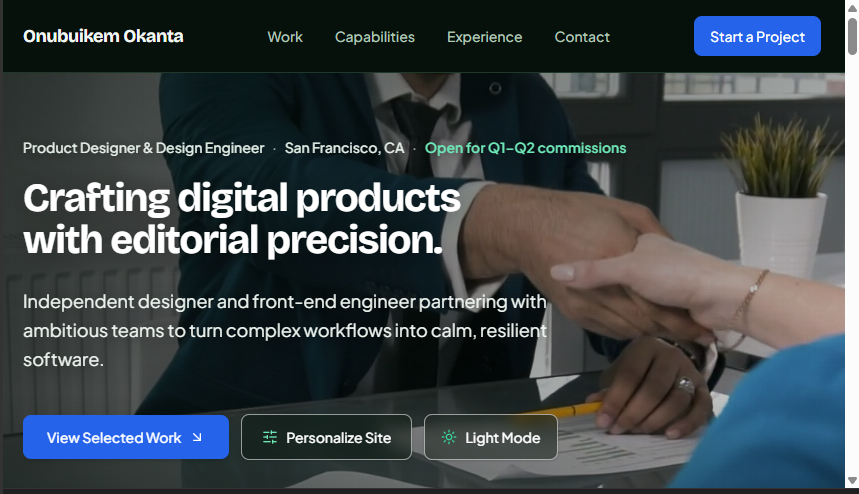 Onubuikem Okanta
Work
Capabilities
Experience
Contact
Start a Project
Product Designer & Design Engineer · San Francisco, CA · Open for Q1–Q2 commissions
Crafting digital products
with editorial precision.
Independent designer and front-end engineer partnering with
ambitious teams to turn complex workflows into calm, resilient
software.
View Selected Work
Personalize Site
Light Mode